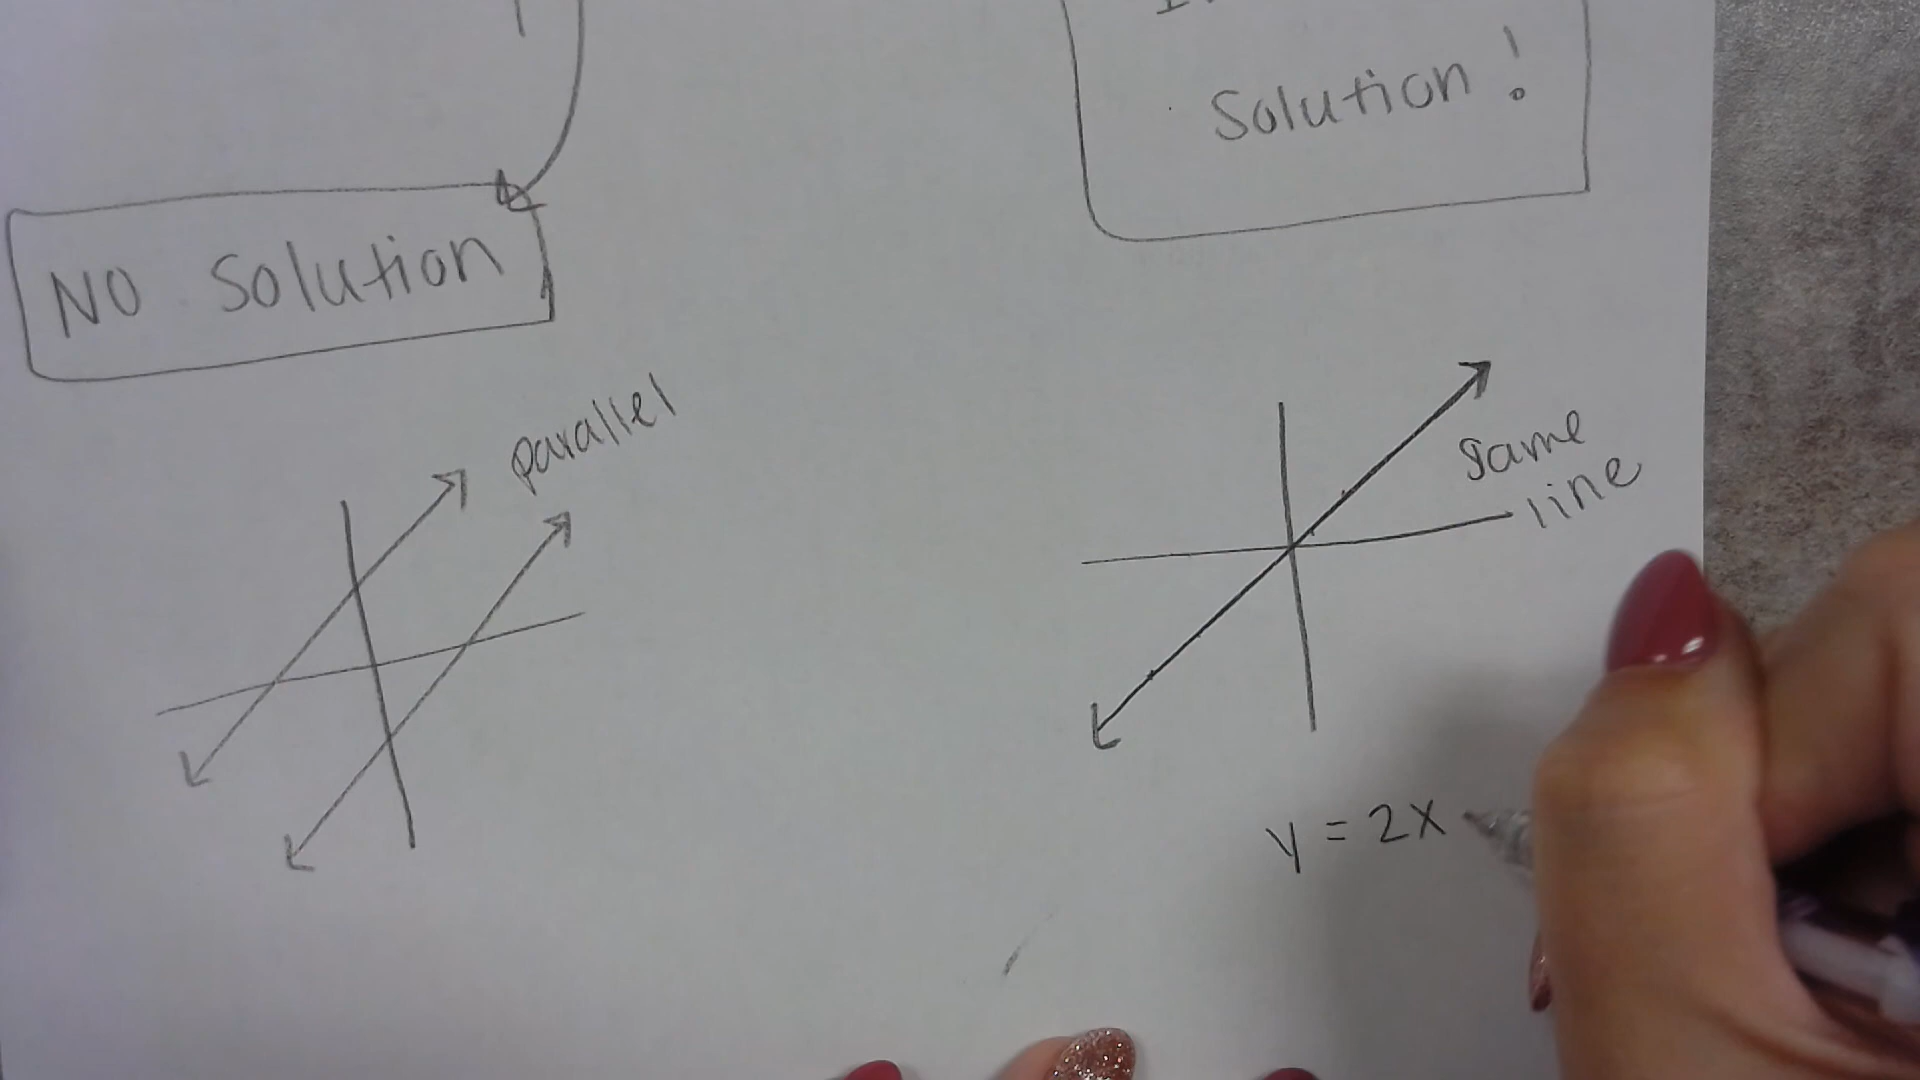 Solution!
NO Solution
parallel
same
line
y = 2x